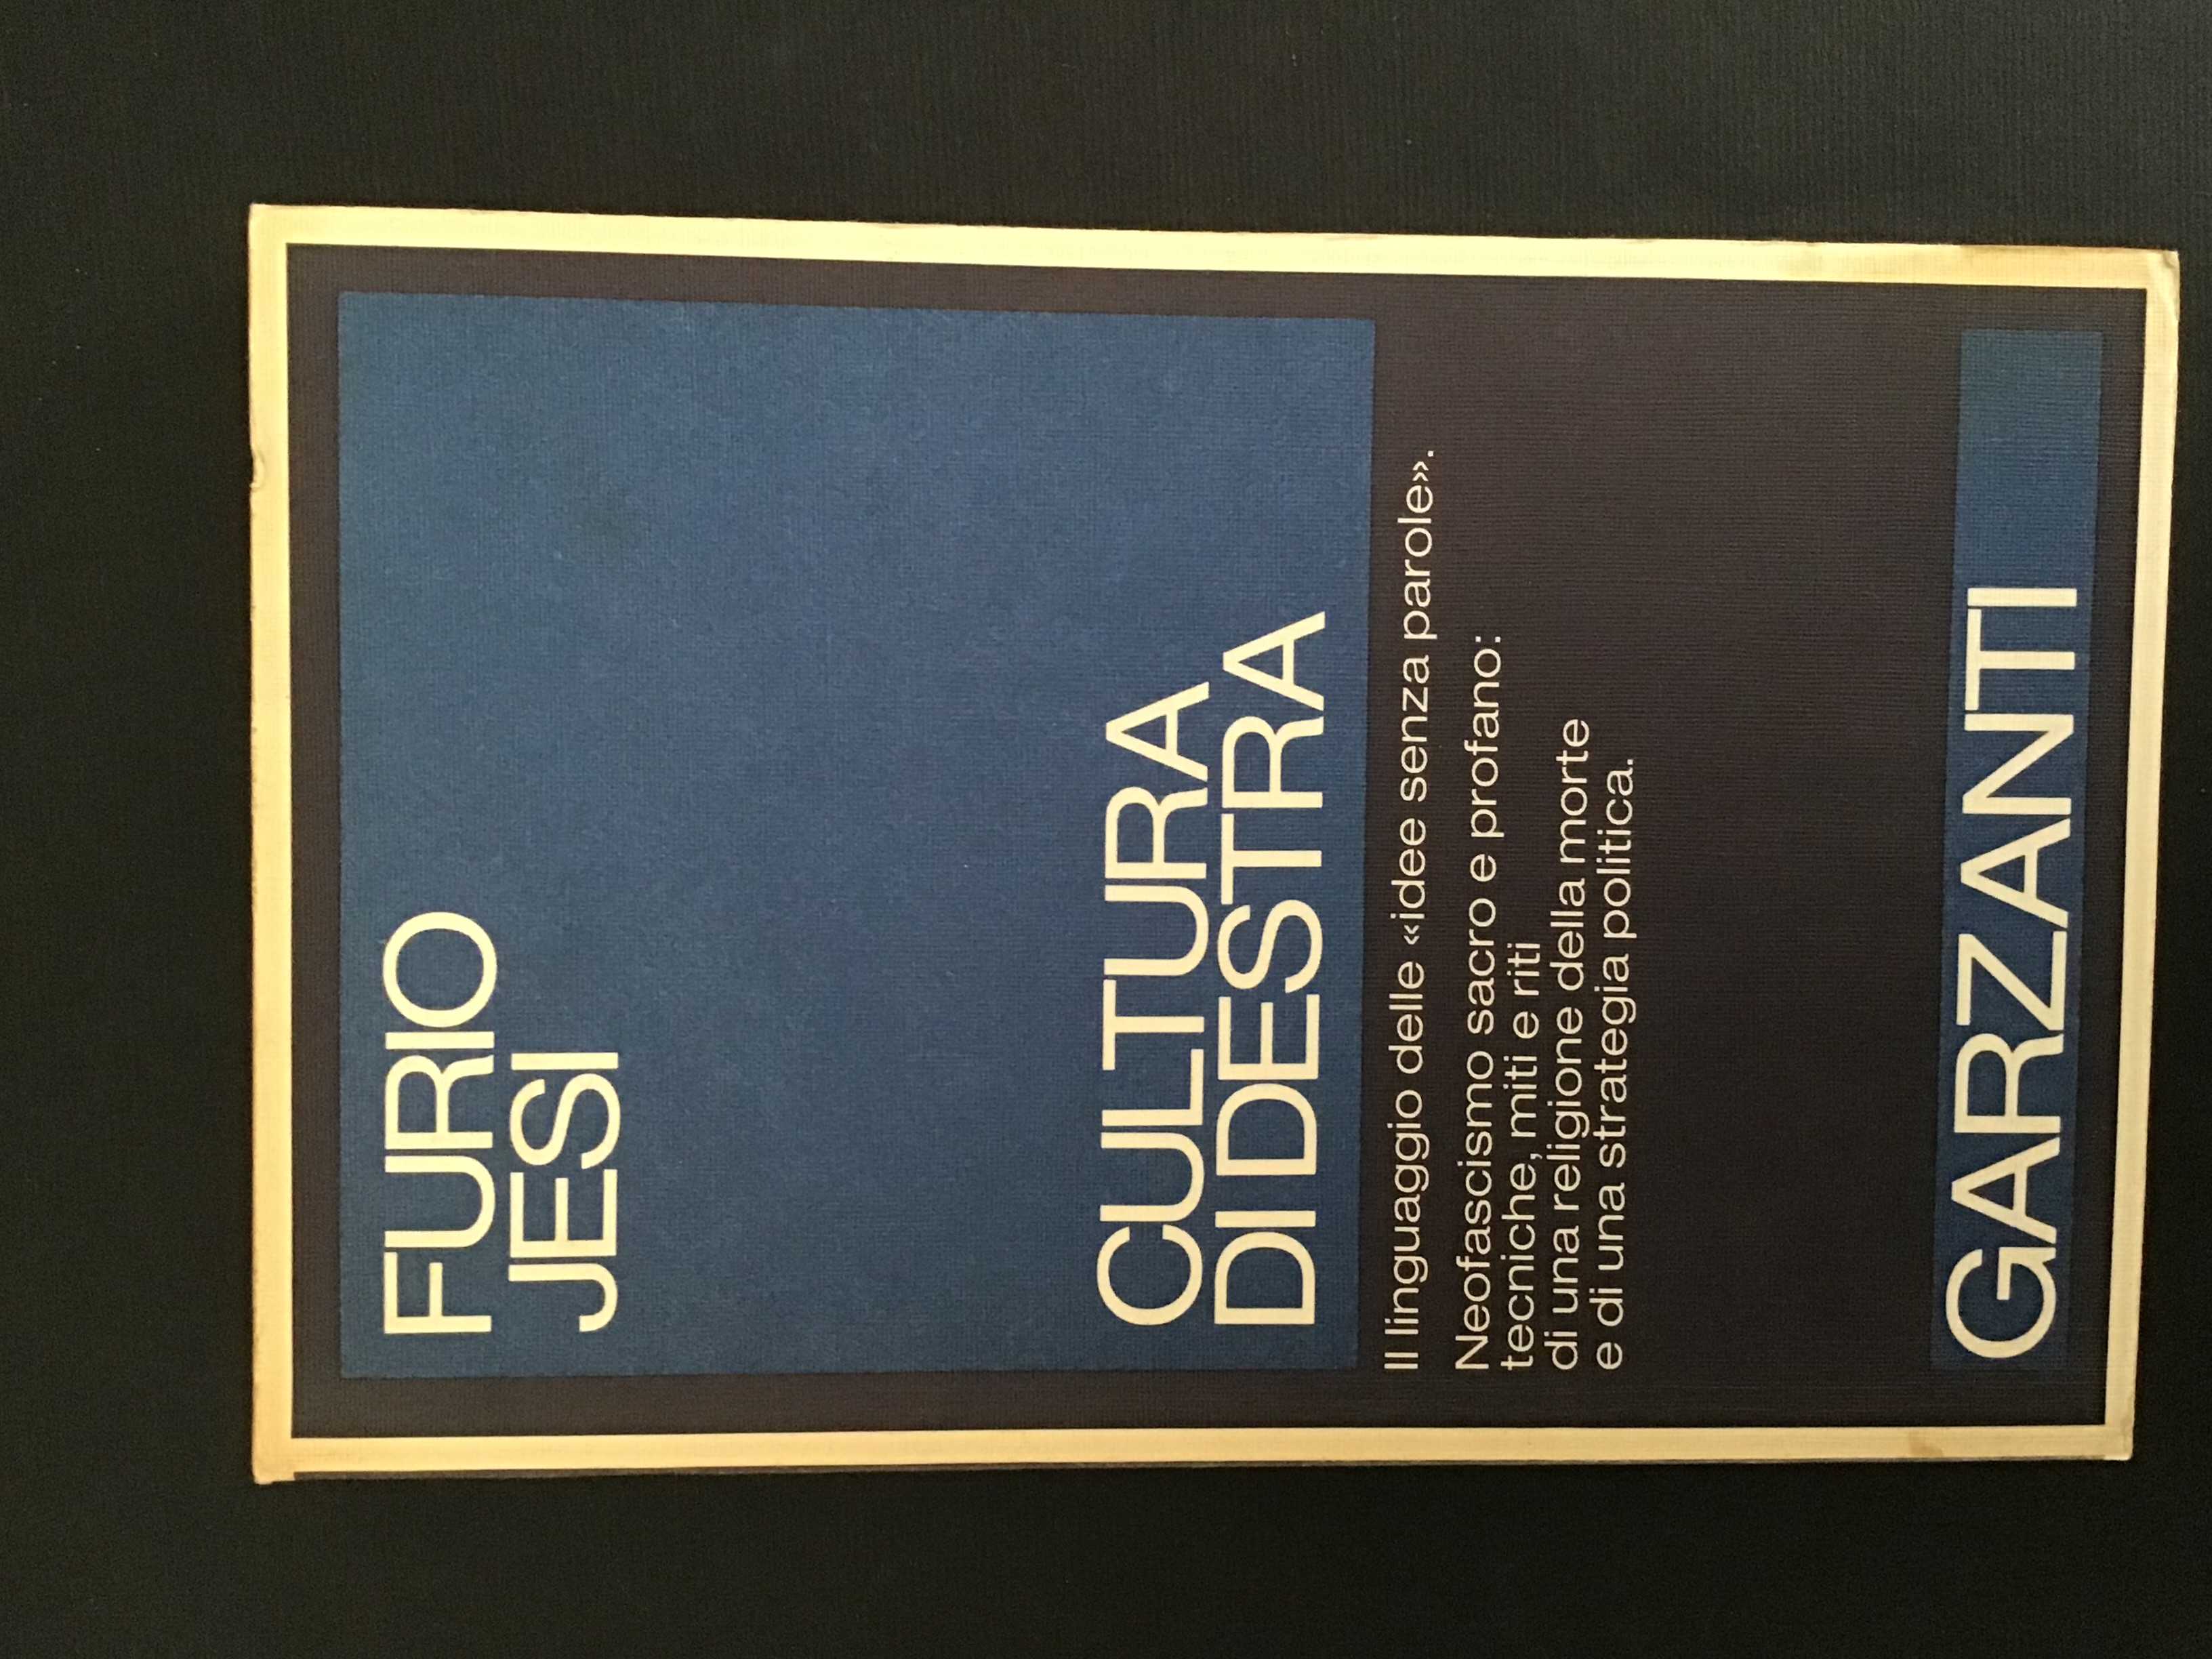 FURIO
JESI
CULTURA
DI DESTRA
Il linguaggio delle «idee senza parole».
Neofascismo sacro e profano:
tecniche, miti e riti
di una religione della morte
e di una strategia politica.
GARZANTI